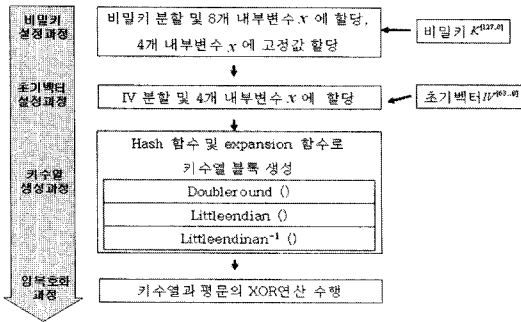 비밀키
설정과정
비밀키 분할 및 8개 내부변수 x 에 할당,
4개 내부변수 x 에 고정값 할당
비밀키 K[127..0]
초기벡터
설정과정
IV 분할 및 4개 내부변수 x 에 할당
초기벡터IV[63..0]
키수열
생성과정
Hash 함수 및 expansion 함수로
키수열 블록 생성
Doubleround ()
Littleendian ()
Littleendinan⁻¹ ()
암복호화
과정
키수열과 평문의 XOR연산 수행